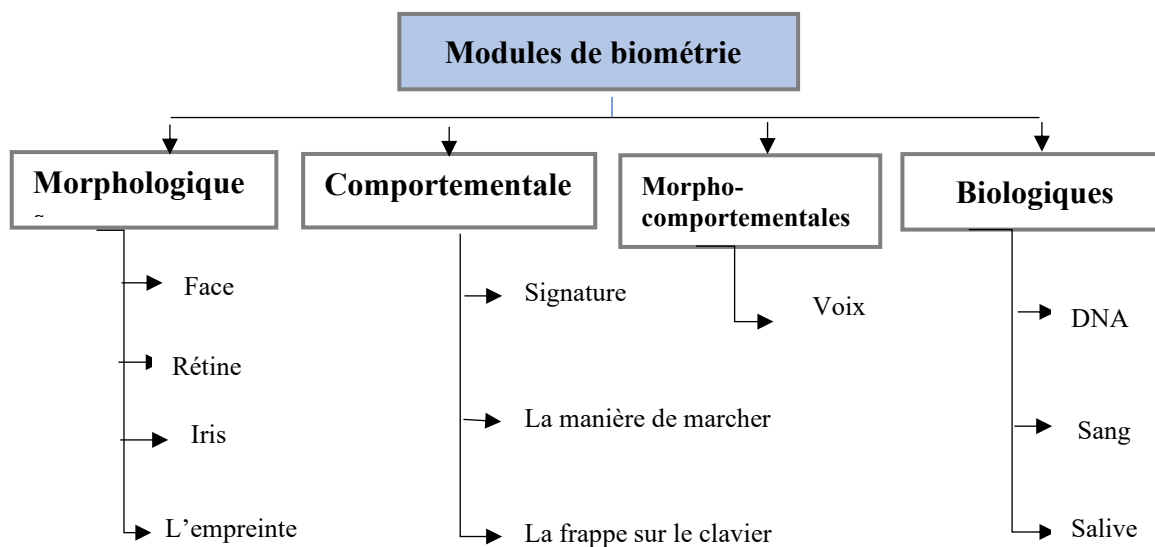 Modules de biométrie
Morphologique
Comportementale
Morpho-
comportementales
Biologiques
Face
Rétine
Iris
L’empreinte
Signature
La manière de marcher
La frappe sur le clavier
Voix
DNA
Sang
Salive